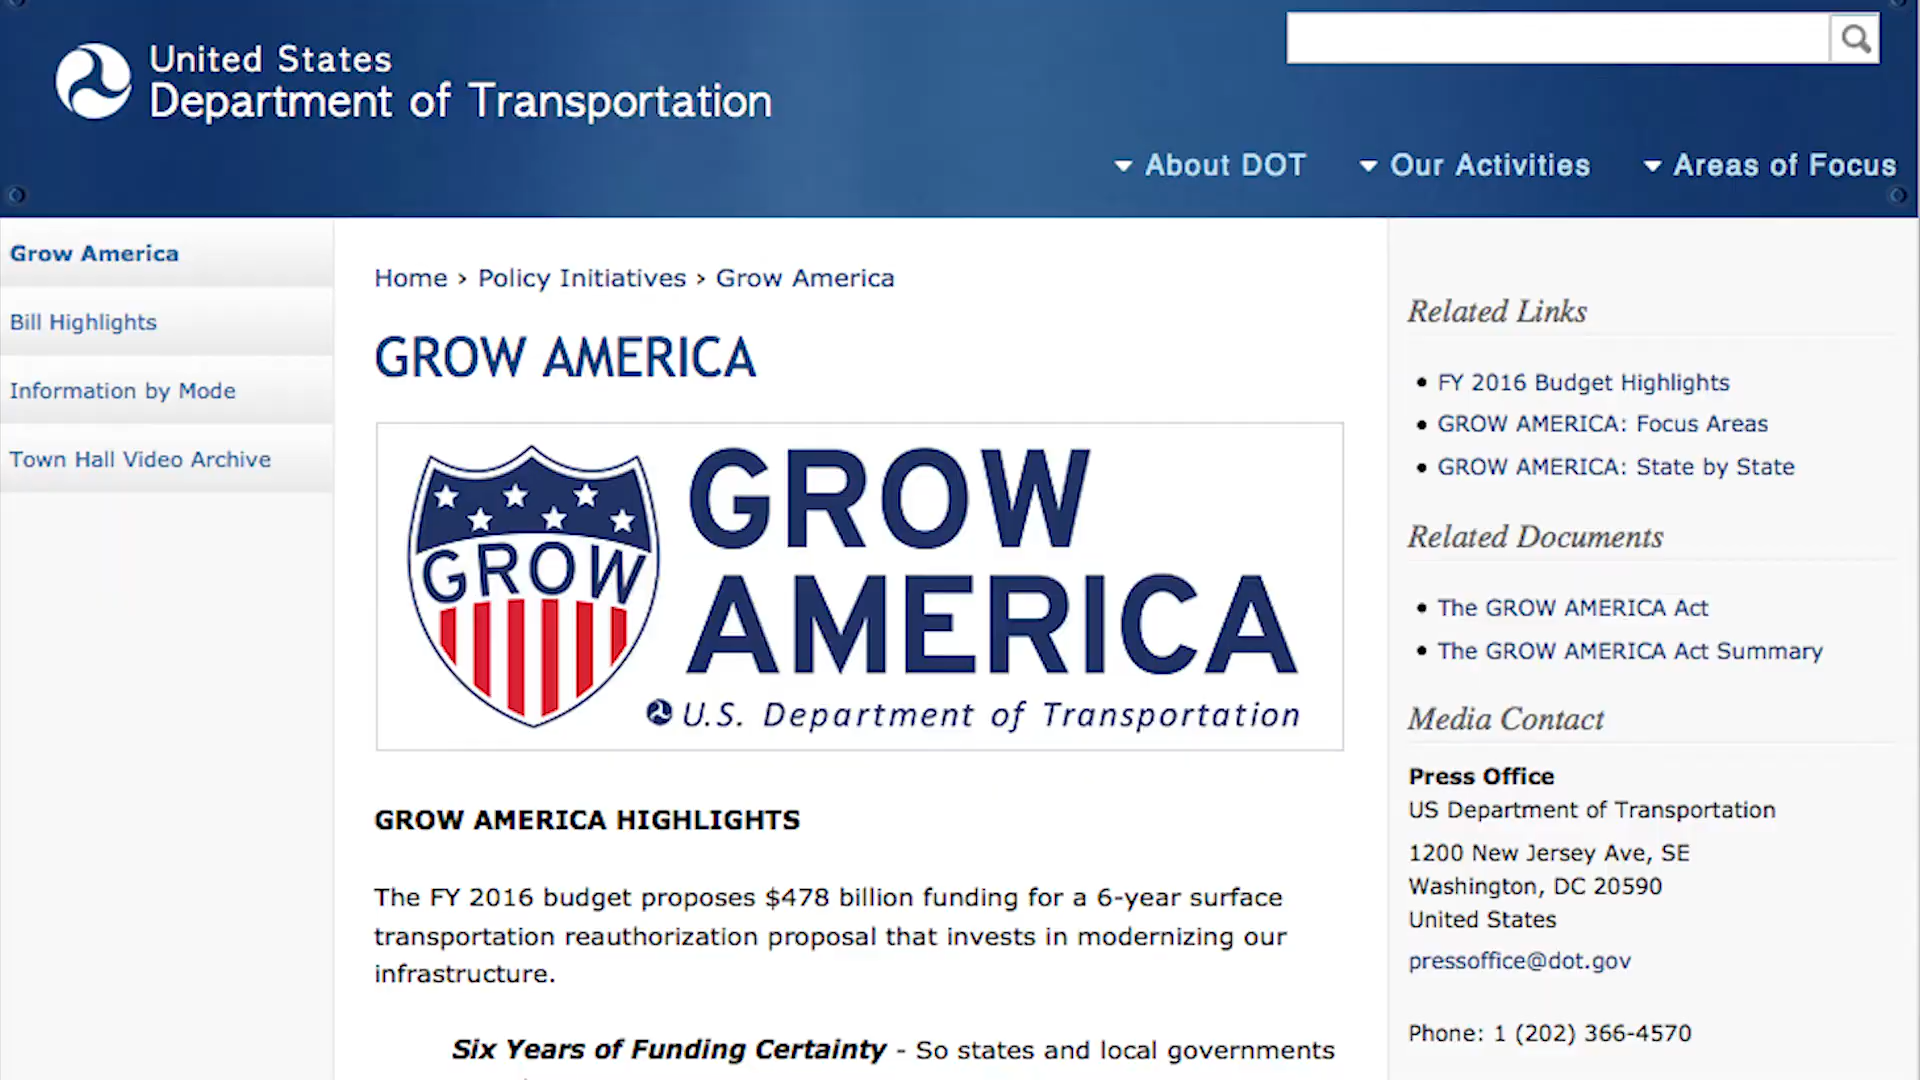 United States
Department of Transportation
About DOT
Our Activities
Areas of Focus
Grow America
Bill Highlights
Information by Mode
Town Hall Video Archive
Home › Policy Initiatives › Grow America
GROW AMERICA
GROW
GROW
AMERICA
U.S. Department of Transportation
GROW AMERICA HIGHLIGHTS
The FY 2016 budget proposes $478 billion funding for a 6-year surface
transportation reauthorization proposal that invests in modernizing our
infrastructure.
Six Years of Funding Certainty - So states and local governments
Related Links
• FY 2016 Budget Highlights
• GROW AMERICA: Focus Areas
• GROW AMERICA: State by State
Related Documents
• The GROW AMERICA Act
• The GROW AMERICA Act Summary
Media Contact
Press Office
US Department of Transportation
1200 New Jersey Ave, SE
Washington, DC 20590
United States
pressoffice@dot.gov
Phone: 1 (202) 366-4570